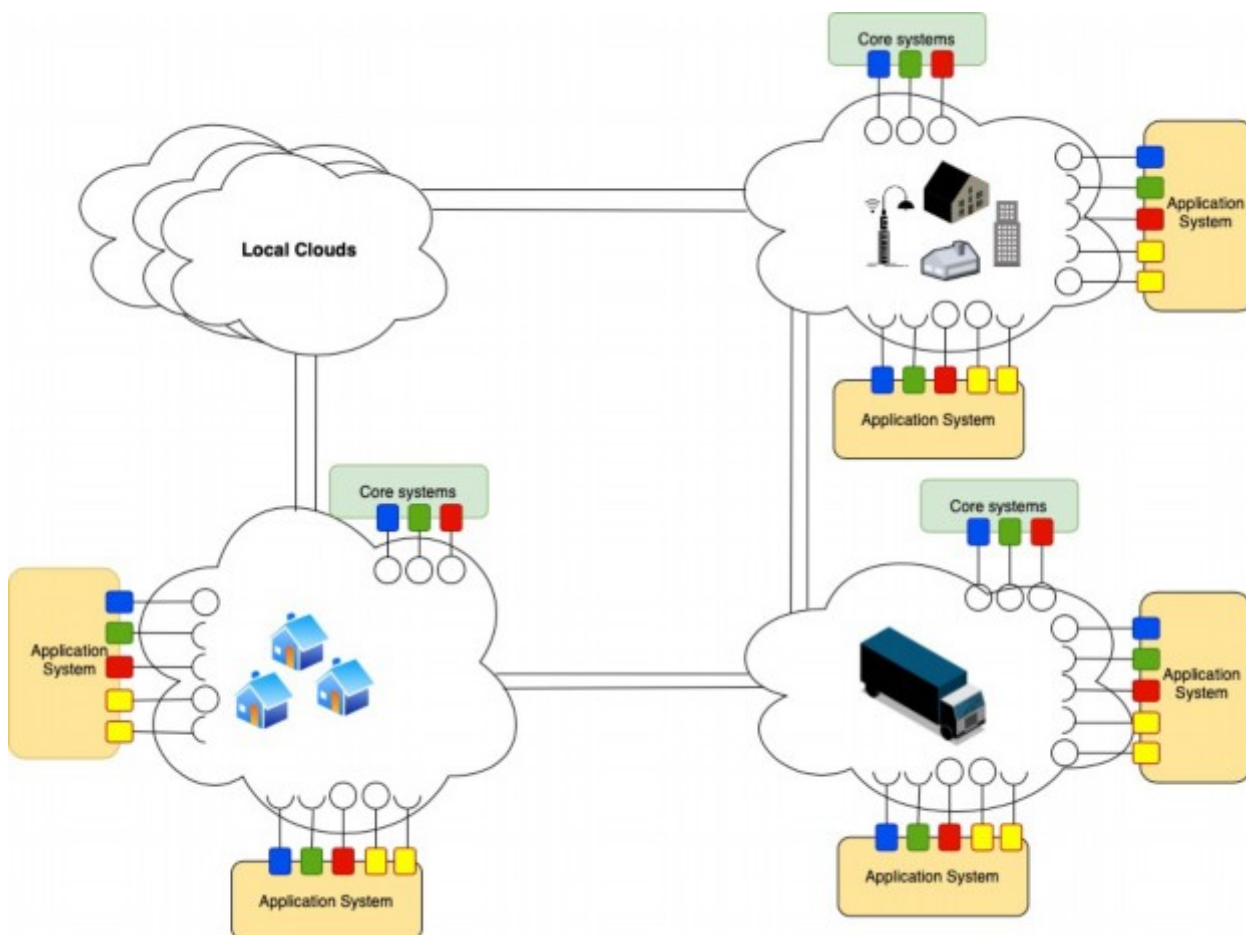 Core systems
Application
System
Local Clouds
Application System
Core systems
Core systems
Application
System
Application
System
Application System
Application System